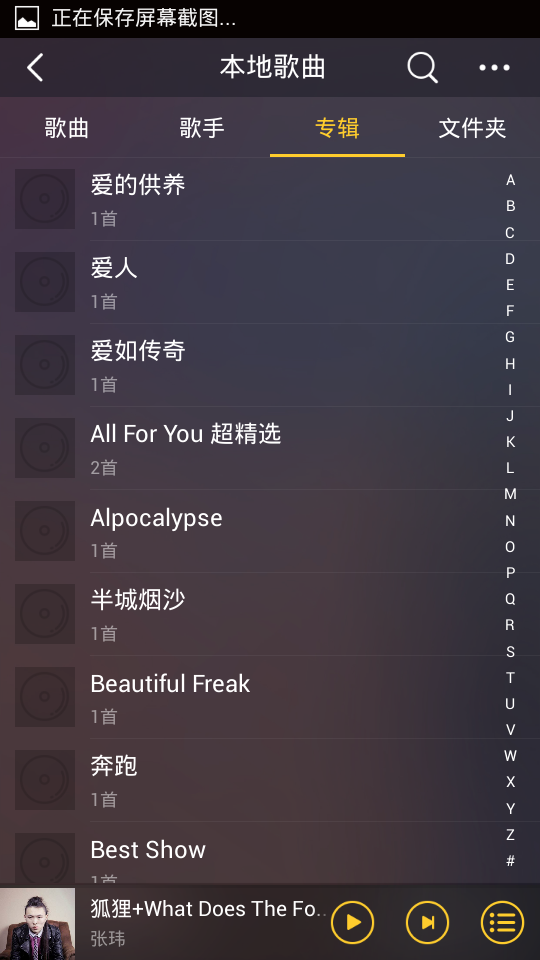 正在保存屏幕截图...
本地歌曲
歌曲 歌手 专辑 文件夹
爱的供养
1首
爱人
1首
爱如传奇
1首
All For You 超精选
2首
Alpocalypse
1首
半城烟沙
1首
Beautiful Freak
1首
奔跑
1首
Best Show
1首
A
B
C
D
E
F
G
H
I
J
K
L
M
N
O
P
Q
R
S
T
U
V
W
X
Y
Z
#
狐狸+What Does The Fo..
张玮